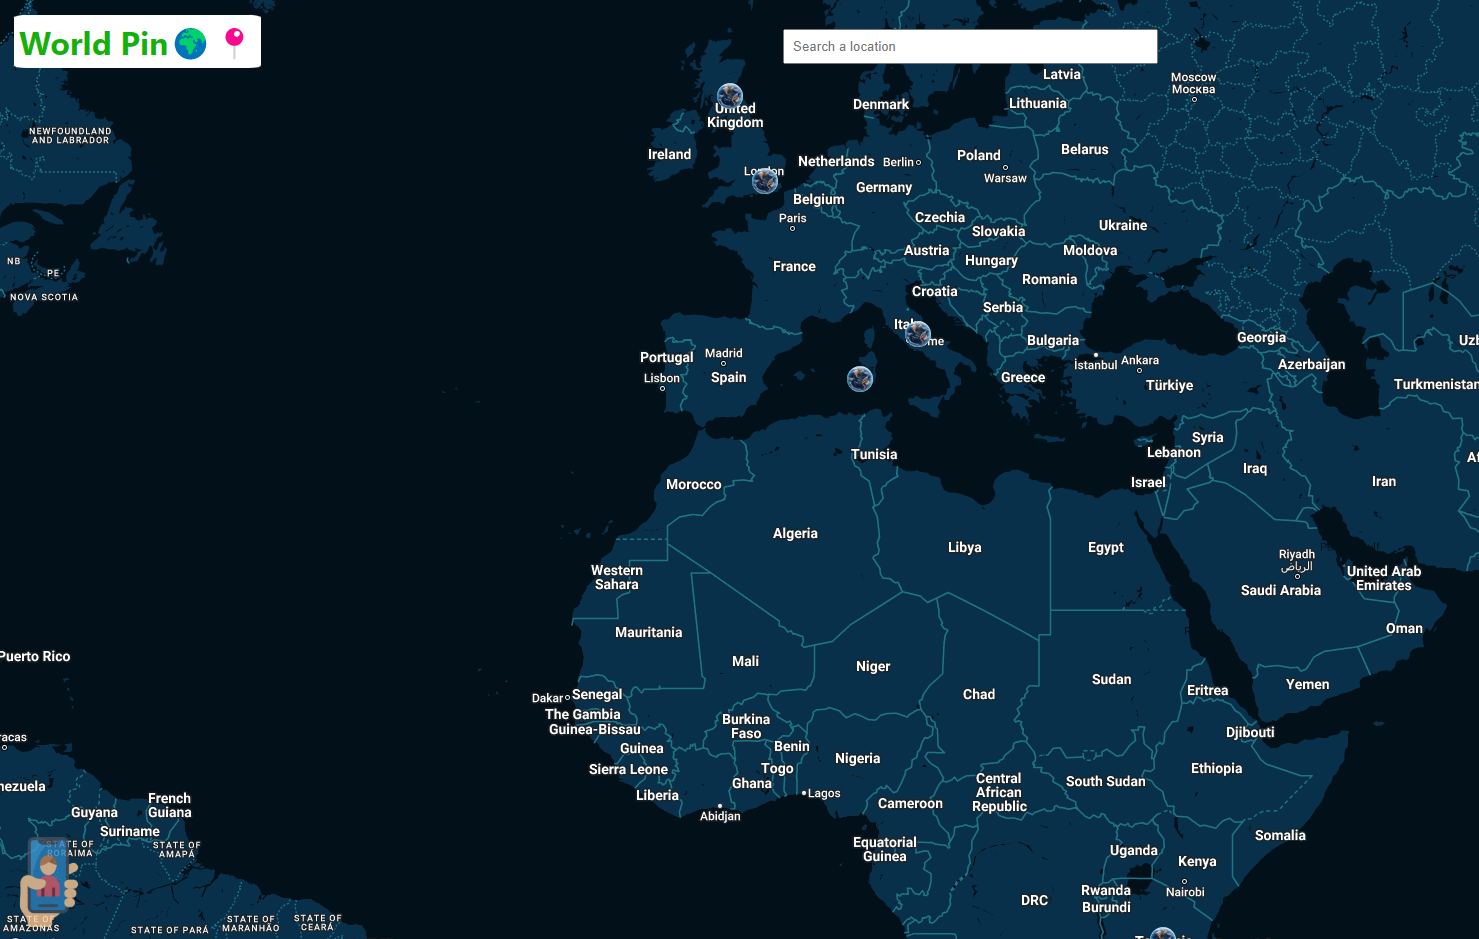 World Pin
Search a location
Latvia
Moscow
Москва
Lithuania
Denmark
United
Kingdom
NEWFOUNDLAND
AND LABRADOR
Ireland
Netherlands
Berlin
Poland
Belarus
London
Warsaw
Germany
Belgium
Paris
Czechia
Slovakia
Ukraine
Austria
Hungary
Moldova
NB
PE
France
Romania
NOVA SCOTIA
Croatia
Serbia
Bulgaria
Georgia
Portugal
Madrid
İstanbul
Ankara
Azerbaijan
Lisbon
Spain
Greece
Türkiye
Turkmenistan
Syria
Lebanon
Tunisia
Iraq
Morocco
Israel
Iran
Algeria
Libya
Egypt
Riyadh
الرياض
Western
Sahara
United Arab
Emirates
Saudi Arabia
Mauritania
Oman
Puerto Rico
Mali
Niger
Sudan
Yemen
Dakar
Senegal
Chad
Eritrea
The Gambia
Guinea-Bissau
Burkina
Faso
Djibouti
Guinea
Benin
Nigeria
Sierra Leone
Togo
Ghana
Central
African
Republic
South Sudan
Ethiopia
Liberia
Lagos
Cameroon
Abidjan
French
Guiana
Guyana
Suriname
STATE OF
RORAIMA
STATE OF
AMAPÁ
Equatorial
Guinea
Uganda
Kenya
Somalia
Nairobi
DRC
Rwanda
Burundi
STATE OF
AMAZONAS
STATE OF PARÁ
STATE OF
MARANHÃO
STATE OF
CEARÁ